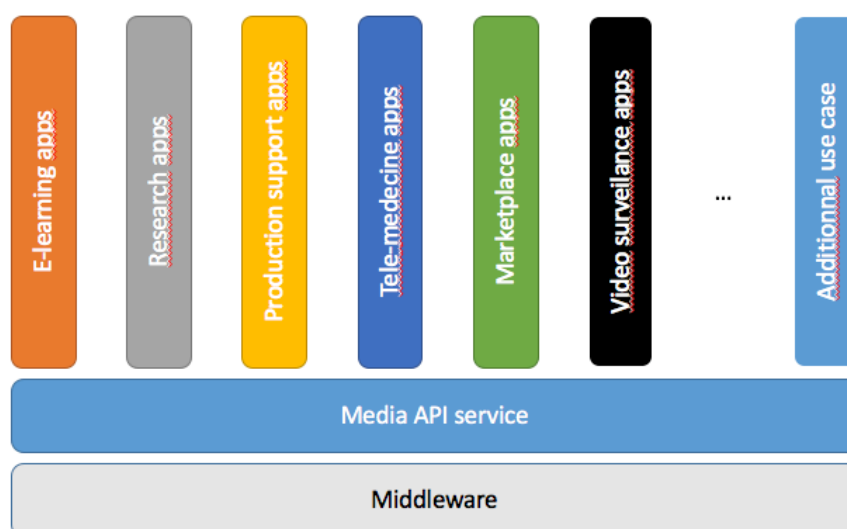 E-learning apps
Research apps
Production support apps
Tele-medecine apps
Marketplace apps
Video surveilance apps
...
Additionnal use case
Media API service
Middleware